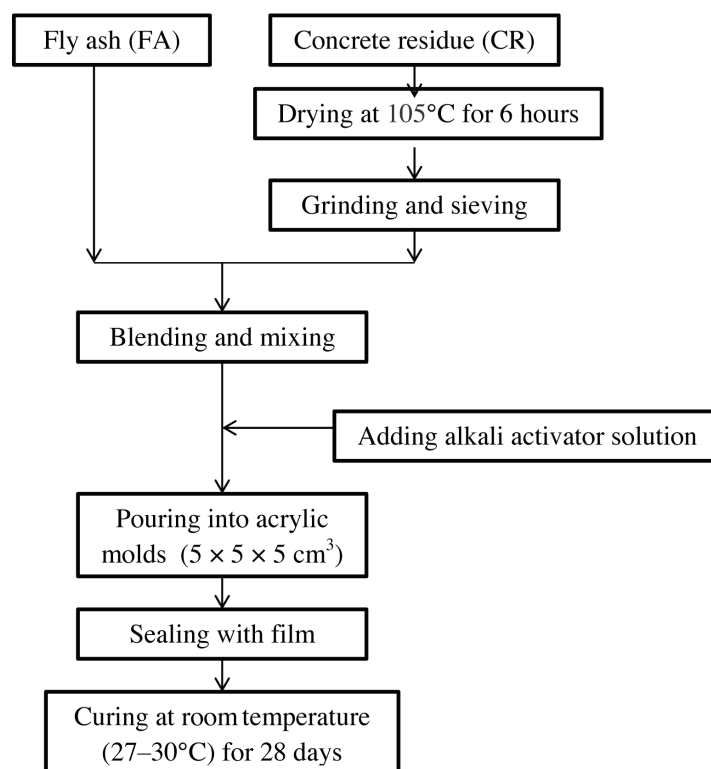 Fly ash (FA)
Concrete residue (CR)
Drying at 105°C for 6 hours
Grinding and sieving
Blending and mixing
Adding alkali activator solution
Pouring into acrylic
molds (5 × 5 × 5 cm³)
Sealing with film
Curing at room temperature
(27–30°C) for 28 days